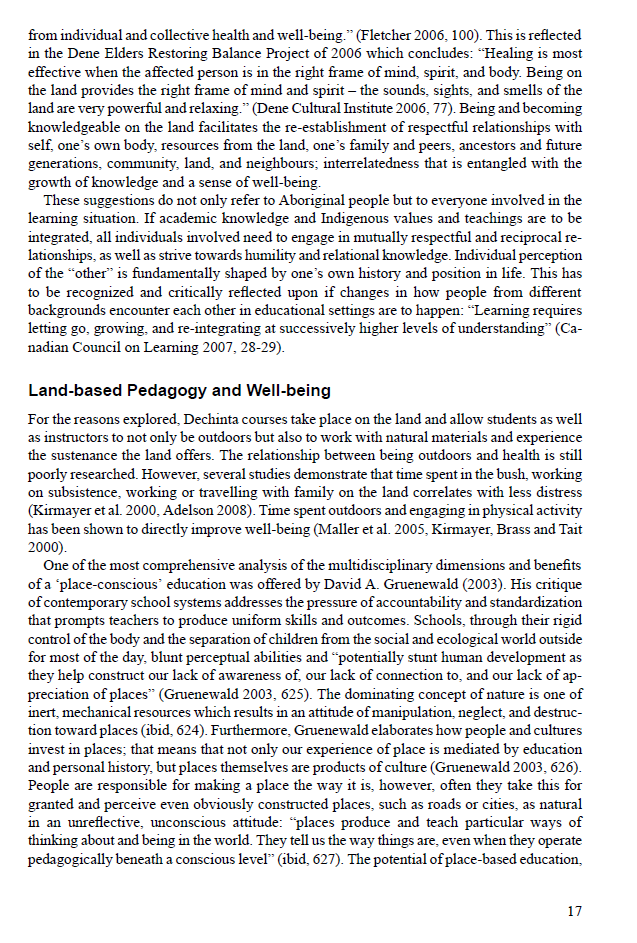 from individual and collective health and well-being.” (Fletcher 2006, 100). This is reflected
in the Dene Elders Restoring Balance Project of 2006 which concludes: “Healing is most
effective when the affected person is in the right frame of mind, spirit, and body. Being on
the land provides the right frame of mind and spirit – the sounds, sights, and smells of the
land are very powerful and relaxing.” (Dene Cultural Institute 2006, 77). Being and becoming
knowledgeable on the land facilitates the re-establishment of respectful relationships with
self, one’s own body, resources from the land, one’s family and peers, ancestors and future
generations, community, land, and neighbours; interrelatedness that is entangled with the
growth of knowledge and a sense of well-being.
These suggestions do not only refer to Aboriginal people but to everyone involved in the
learning situation. If academic knowledge and Indigenous values and teachings are to be
integrated, all individuals involved need to engage in mutually respectful and reciprocal re-
lationships, as well as strive towards humility and relational knowledge. Individual perception
of the “other” is fundamentally shaped by one’s own history and position in life. This has
to be recognized and critically reflected upon if changes in how people from different
backgrounds encounter each other in educational settings are to happen: “Learning requires
letting go, growing, and re-integrating at successively higher levels of understanding” (Ca-
nadian Council on Learning 2007, 28-29).
Land-based Pedagogy and Well-being
For the reasons explored, Dechinta courses take place on the land and allow students as well
as instructors to not only be outdoors but also to work with natural materials and experience
the sustenance the land offers. The relationship between being outdoors and health is still
poorly researched. However, several studies demonstrate that time spent in the bush, working
on subsistence, working or travelling with family on the land correlates with less distress
(Kirmayer et al. 2000, Adelson 2008). Time spent outdoors and engaging in physical activity
has been shown to directly improve well-being (Maller et al. 2005, Kirmayer, Brass and Tait
2000).
One of the most comprehensive analysis of the multidisciplinary dimensions and benefits
of a ‘place-conscious’ education was offered by David A. Gruenewald (2003). His critique
of contemporary school systems addresses the pressure of accountability and standardization
that prompts teachers to produce uniform skills and outcomes. Schools, through their rigid
control of the body and the separation of children from the social and ecological world outside
for most of the day, blunt perceptual abilities and “potentially stunt human development as
they help construct our lack of awareness of, our lack of connection to, and our lack of ap-
preciation of places” (Gruenewald 2003, 625). The dominating concept of nature is one of
inert, mechanical resources which results in an attitude of manipulation, neglect, and destruc-
tion toward places (ibid, 624). Furthermore, Gruenewald elaborates how people and cultures
invest in places; that means that not only our experience of place is mediated by education
and personal history, but places themselves are products of culture (Gruenewald 2003, 626).
People are responsible for making a place the way it is, however, often they take this for
granted and perceive even obviously constructed places, such as roads or cities, as natural
in an unreflective, unconscious attitude: “places produce and teach particular ways of
thinking about and being in the world. They tell us the way things are, even when they operate
pedagogically beneath a conscious level” (ibid, 627). The potential of place-based education,
17